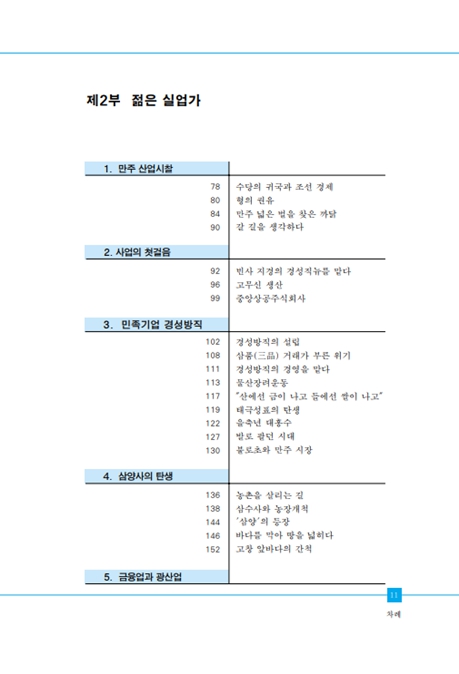 제2부 젊은 실업가
1. 만주 산업시찰
78 수당의 귀국과 조선 경제
80 형의 권유
84 만주 넓은 벌을 찾은 까닭
90 갈 길을 생각하다
2. 사업의 첫걸음
92 빈사 지경의 경성직뉴를 맡다
96 고무신 생산
99 중앙상공주식회사
3. 민족기업 경성방직
102 경성방직의 설립
108 삼품(三品) 거래가 부른 위기
111 경성방직의 경영을 맡다
113 물산장려운동
117 "산에선 금이 나고 들에선 쌀이 나고"
119 태극성표의 탄생
122 을축년 대홍수
127 발로 팔던 시대
130 불로초와 만주 시장
4. 삼양사의 탄생
136 농촌을 살리는 길
138 삼수사와 농장개척
144 '삼양'의 등장
146 바다를 막아 땅을 넓히다
152 고창 앞바다의 간척
5. 금융업과 광산업
11
차례